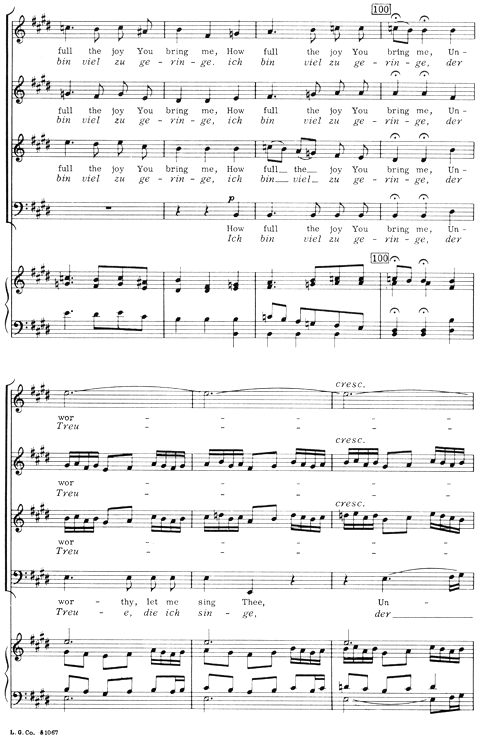 100
full the joy You bring me, How full the joy You bring me, Un-
bin viel zu ge - rin - ge, ich bin viel zu ge - rin - ge, der
full the joy You bring me, How full the joy You bring me, Un-
bin viel zu ge - rin - ge, ich bin viel zu ge - rin - ge, der
full the joy You bring me, How full the joy You bring me, Un-
bin viel zu ge - rin - ge, ich bin viel zu ge - rin - ge, der
p
How full the joy You bring me, Un-
Ich bin viel zu ge - rin - ge, der
100
cresc.
wor - - - - - -
Treu - - - - - -
cresc.
wor - - - - - -
Treu - - - - - -
cresc.
wor - - - - - -
Treu - - - - - -
wor - thy, let me sing Thee, Un -
Treu - e, die ich sin - ge, der
L. G. Co. #1067